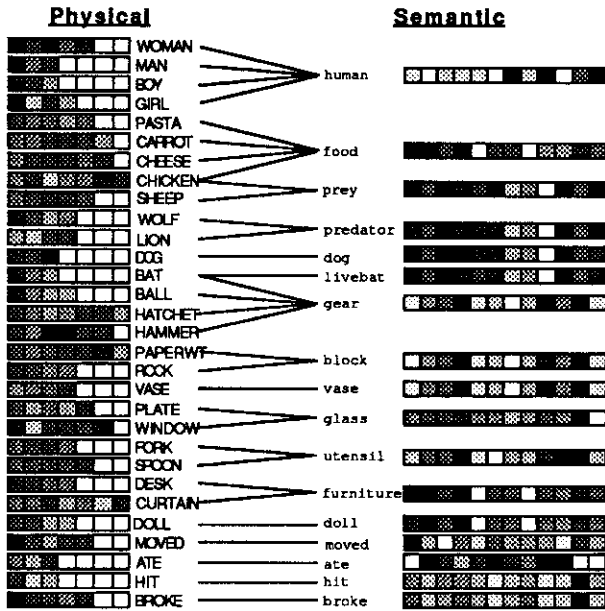 Physical Semantic
WOMAN
MAN human
BOY
GIRL
PASTA
CARROT food
CHEESE
CHICKEN prey
SHEEP
WOLF predator
LION
DOG dog
BAT livebat
BALL gear
HATCHET
HAMMER
PAPERWT block
ROCK
VASE vase
PLATE glass
WINDOW
FORK utensil
SPOON
DESK furniture
CURTAIN
DOLL doll
MOVED moved
ATE ate
HIT hit
BROKE broke